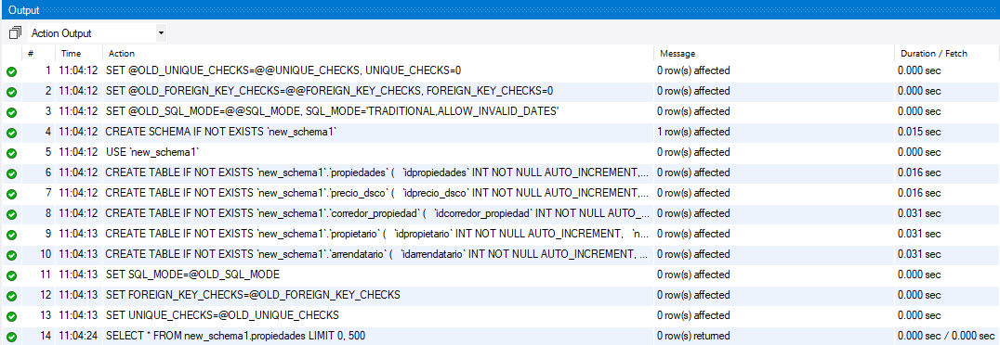 Output
Action Output
# Time Action Message Duration / Fetch
1 11:04:12 SET @OLD_UNIQUE_CHECKS=@@UNIQUE_CHECKS, UNIQUE_CHECKS=0 0 row(s) affected 0.000 sec
2 11:04:12 SET @OLD_FOREIGN_KEY_CHECKS=@@FOREIGN_KEY_CHECKS, FOREIGN_KEY_CHECKS=0 0 row(s) affected 0.000 sec
3 11:04:12 SET @OLD_SQL_MODE=@@SQL_MODE, SQL_MODE='TRADITIONAL,ALLOW_INVALID_DATES' 0 row(s) affected 0.000 sec
4 11:04:12 CREATE SCHEMA IF NOT EXISTS `new_schema1` 1 row(s) affected 0.015 sec
5 11:04:12 USE `new_schema1` 0 row(s) affected 0.000 sec
6 11:04:12 CREATE TABLE IF NOT EXISTS `new_schema1`.`propiedades` ( `idpropiedades` INT NOT NULL AUTO_INCREMENT,... 0 row(s) affected 0.016 sec
7 11:04:12 CREATE TABLE IF NOT EXISTS `new_schema1`.`precio_dsco` ( `idprecio_dsco` INT NOT NULL AUTO_INCREMENT,... 0 row(s) affected 0.016 sec
8 11:04:12 CREATE TABLE IF NOT EXISTS `new_schema1`.`corredor_propiedad` ( `idcorredor_propiedad` INT NOT NULL AUT... 0 row(s) affected 0.031 sec
9 11:04:13 CREATE TABLE IF NOT EXISTS `new_schema1`.`propietario` ( `idpropietario` INT NOT NULL AUTO_INCREMENT, `n... 0 row(s) affected 0.031 sec
10 11:04:13 CREATE TABLE IF NOT EXISTS `new_schema1`.`arrendatario` ( `idarrendatario` INT NOT NULL AUTO_INCREMENT, ... 0 row(s) affected 0.031 sec
11 11:04:13 SET SQL_MODE=@OLD_SQL_MODE 0 row(s) affected 0.000 sec
12 11:04:13 SET FOREIGN_KEY_CHECKS=@OLD_FOREIGN_KEY_CHECKS 0 row(s) affected 0.000 sec
13 11:04:13 SET UNIQUE_CHECKS=@OLD_UNIQUE_CHECKS 0 row(s) affected 0.000 sec
14 11:04:24 SELECT * FROM new_schema1.propiedades LIMIT 0, 500 0 row(s) returned 0.000 sec / 0.000 sec